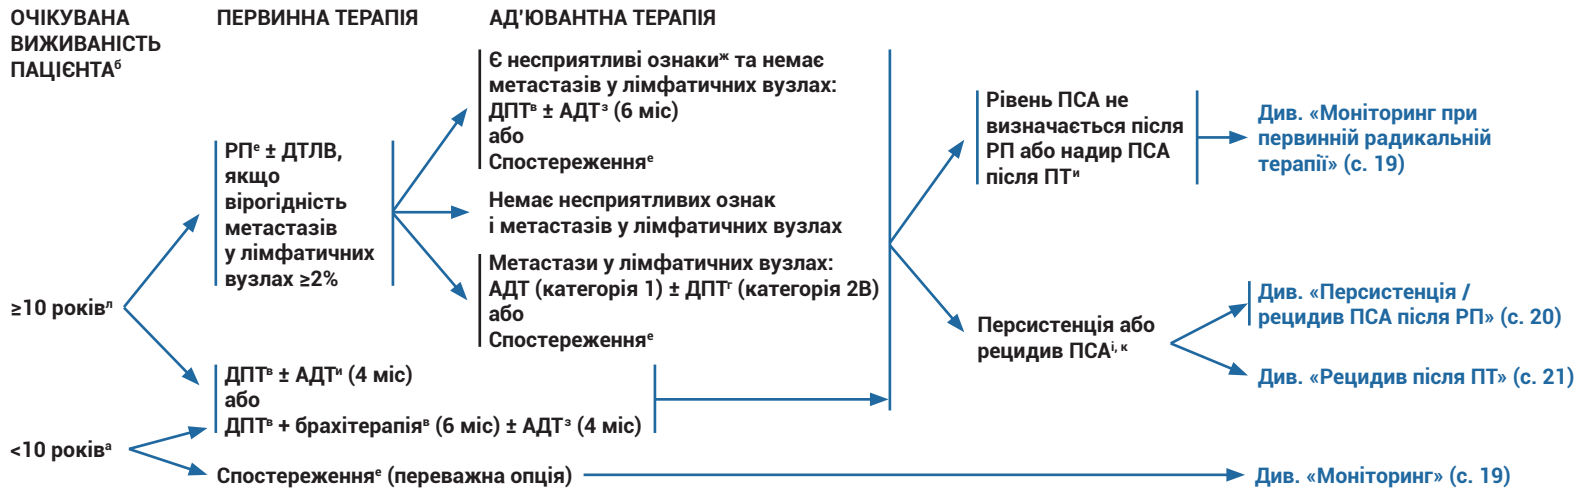 ОЧІКУВАНА
ВИЖИВАНІСТЬ
ПАЦІЄНТАᵇ
ПЕРВИННА ТЕРАПІЯ
АД’ЮВАНТНА ТЕРАПІЯ
≥10 роківл
<10 роківа
РПе ± ДТЛВ,
якщо
вірогідність
метастазів
у лімфатичних
вузлах ≥2%
ДПТв ± АДТи (4 міс)
або
ДПТв + брахітерапіяв (6 міс) ± АДТз (4 міс)
Спостереженняе (переважна опція)
Є несприятливі ознакиж та немає
метастазів у лімфатичних вузлах:
ДПТв ± АДТз (6 міс)
або
Спостереженняе
Немає несприятливих ознак
і метастазів у лімфатичних вузлах
Метастази у лімфатичних вузлах:
АДТ (категорія 1) ± ДПТг (категорія 2В)
або
Спостереженняе
Рівень ПСА не
визначається після
РП або надир ПСА
після ПТи
Персистенція або
рецидив ПСАі, к
Див. «Моніторинг при
первинній радикальній
терапії» (с. 19)
Див. «Персистенція /
рецидив ПСА після РП» (с. 20)
Див. «Рецидив після ПТ» (с. 21)
Див. «Моніторинг» (с. 19)